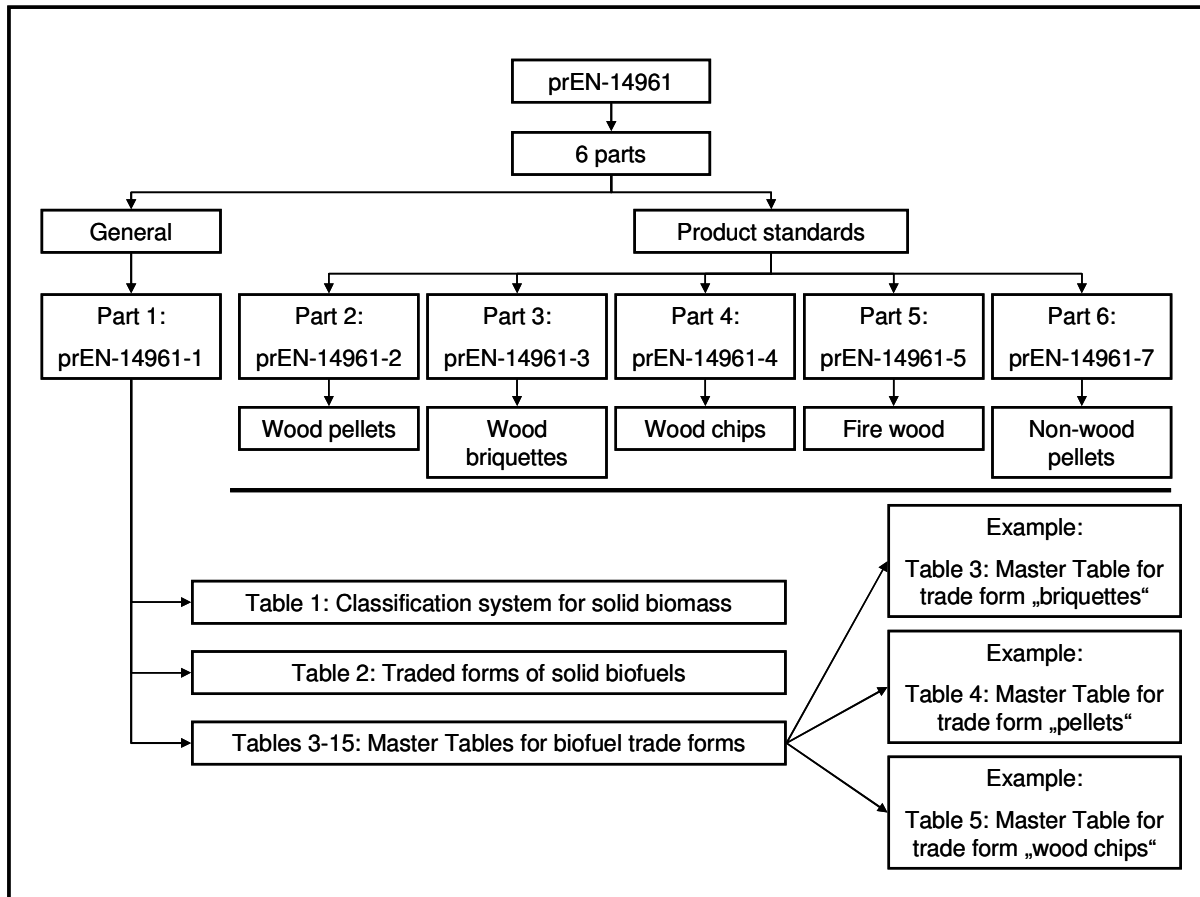 prEN-14961
6 parts
General
Product standards
Part 1:
prEN-14961-1
Part 2:
prEN-14961-2
Part 3:
prEN-14961-3
Part 4:
prEN-14961-4
Part 5:
prEN-14961-5
Part 6:
prEN-14961-7
Wood pellets
Wood
briquettes
Wood chips
Fire wood
Non-wood
pellets
Table 1: Classification system for solid biomass
Table 2: Traded forms of solid biofuels
Tables 3-15: Master Tables for biofuel trade forms
Example:
Table 3: Master Table for
trade form „briquettes“
Example:
Table 4: Master Table for
trade form „pellets“
Example:
Table 5: Master Table for
trade form „wood chips“